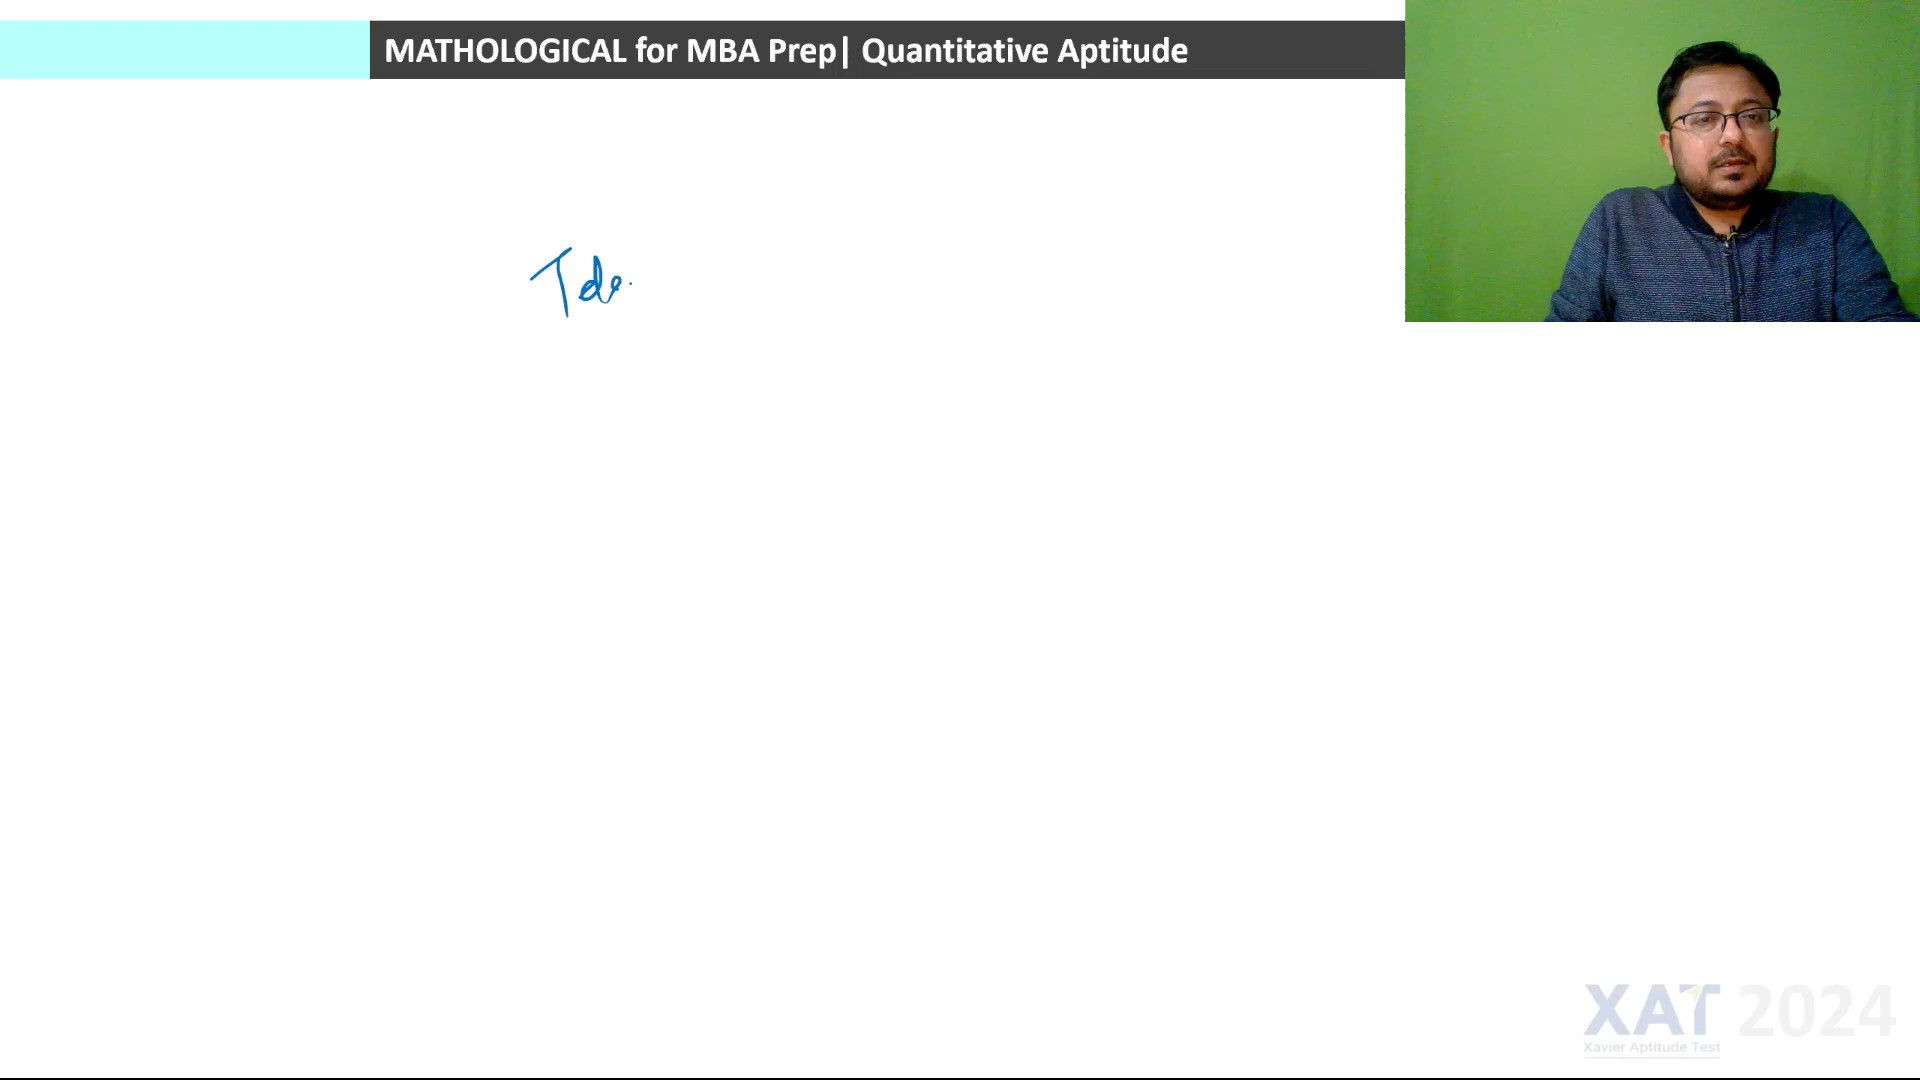 MATHOLOGICAL for MBA Prep| Quantitative Aptitude
XAT 2024
Xavier Aptitude Test